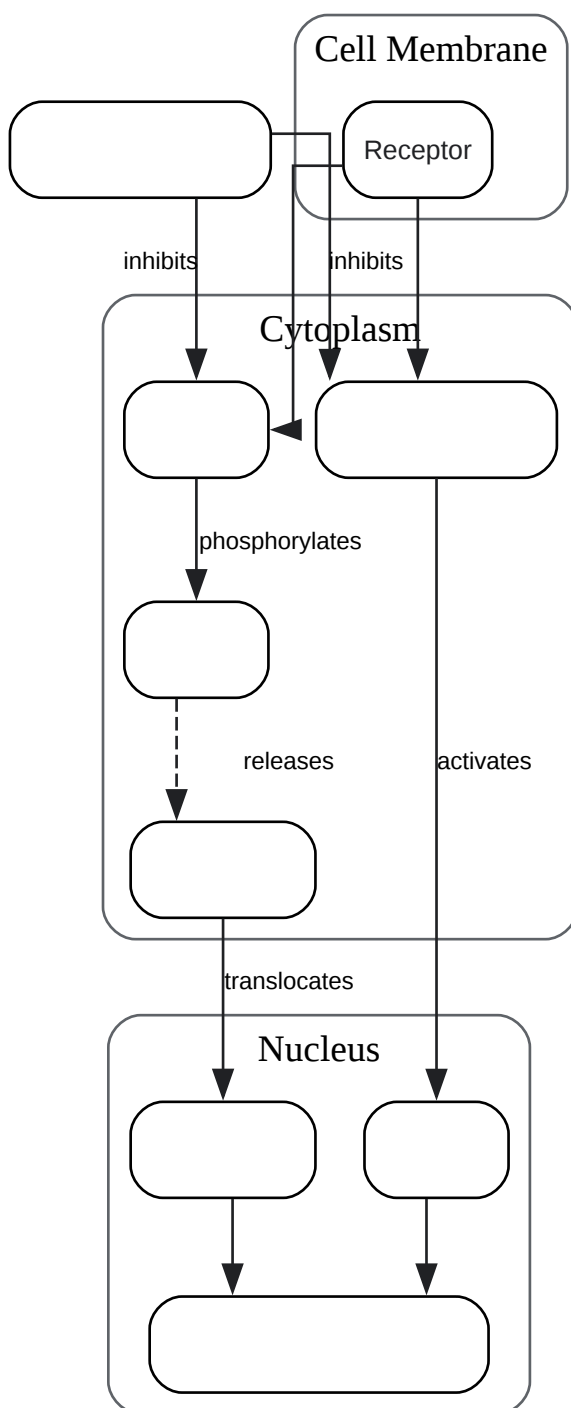 Cell Membrane
Receptor
inhibits
inhibits
Cytoplasm
phosphorylates
releases
activates
translocates
Nucleus